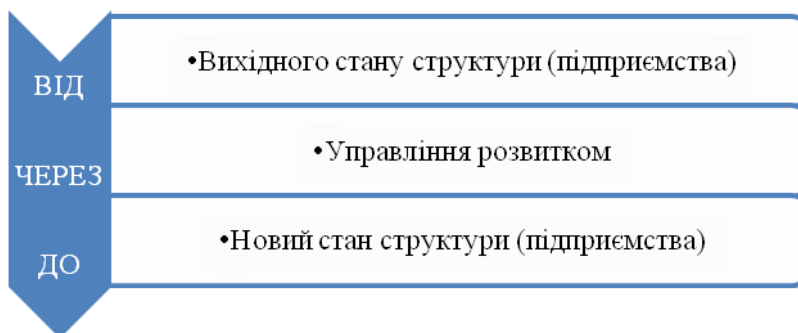 ВІД
•Вихідного стану структури (підприємства)
ЧЕРЕЗ
•Управління розвитком
ДО
•Новий стан структури (підприємства)